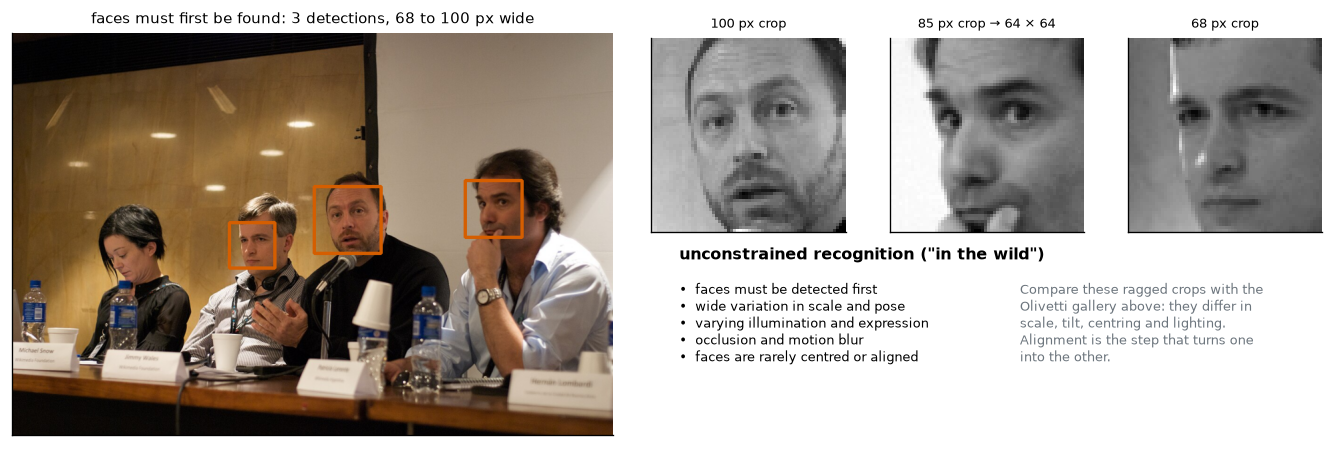 faces must first be found: 3 detections, 68 to 100 px wide
100 px crop
85 px crop → 64 × 64
68 px crop
Michael Snow
Jimmy Wales
Hernán Lombardi
unconstrained recognition ("in the wild")
• faces must be detected first
• wide variation in scale and pose
• varying illumination and expression
• occlusion and motion blur
• faces are rarely centred or aligned
Compare these ragged crops with the
Olivetti gallery above: they differ in
scale, tilt, centring and lighting.
Alignment is the step that turns one
into the other.